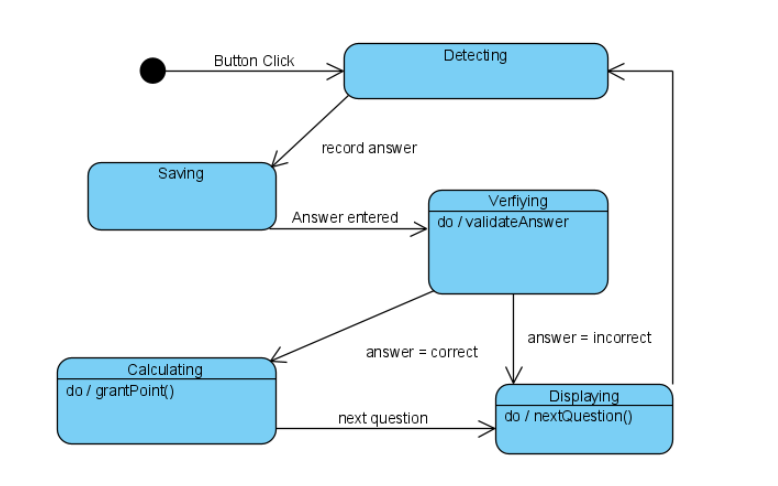 Button Click
Detecting
record answer
Saving
Answer entered
Verfiying
do / validateAnswer
answer = correct
answer = incorrect
Calculating
do / grantPoint()
next question
Displaying
do / nextQuestion()